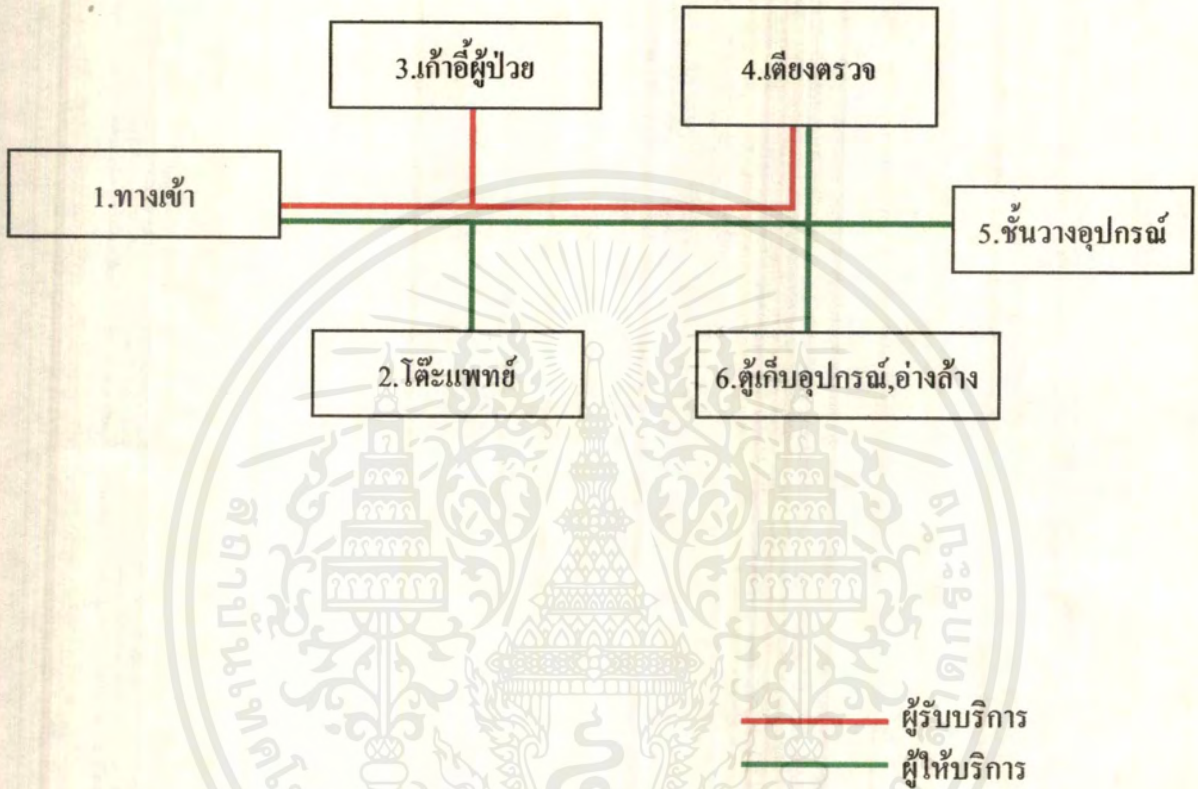 3.เก้าอี้ผู้ป่วย
4.เตียงตรวจ
1.ทางเข้า
5.ชั้นวางอุปกรณ์
2.โต๊ะแพทย์
6.ตู้เก็บอุปกรณ์,อ่างล้าง
ผู้รับบริการ
ผู้ให้บริการ